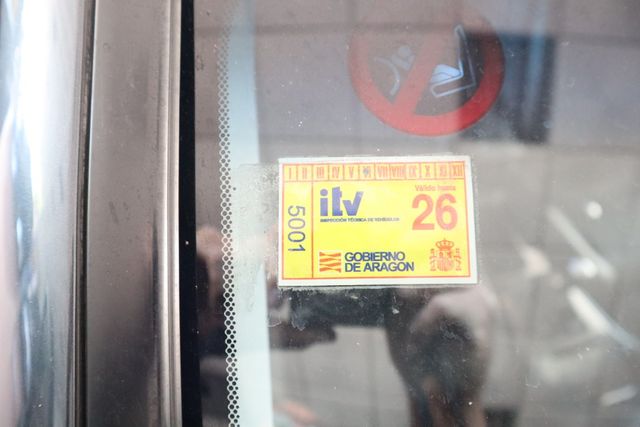 I II III IV V VI VII VIII IX X XI XII
itv
INSPECCIÓN TÉCNICA DE VEHÍCULOS
Válido hasta
26
5001
GOBIERNO
DE ARAGON